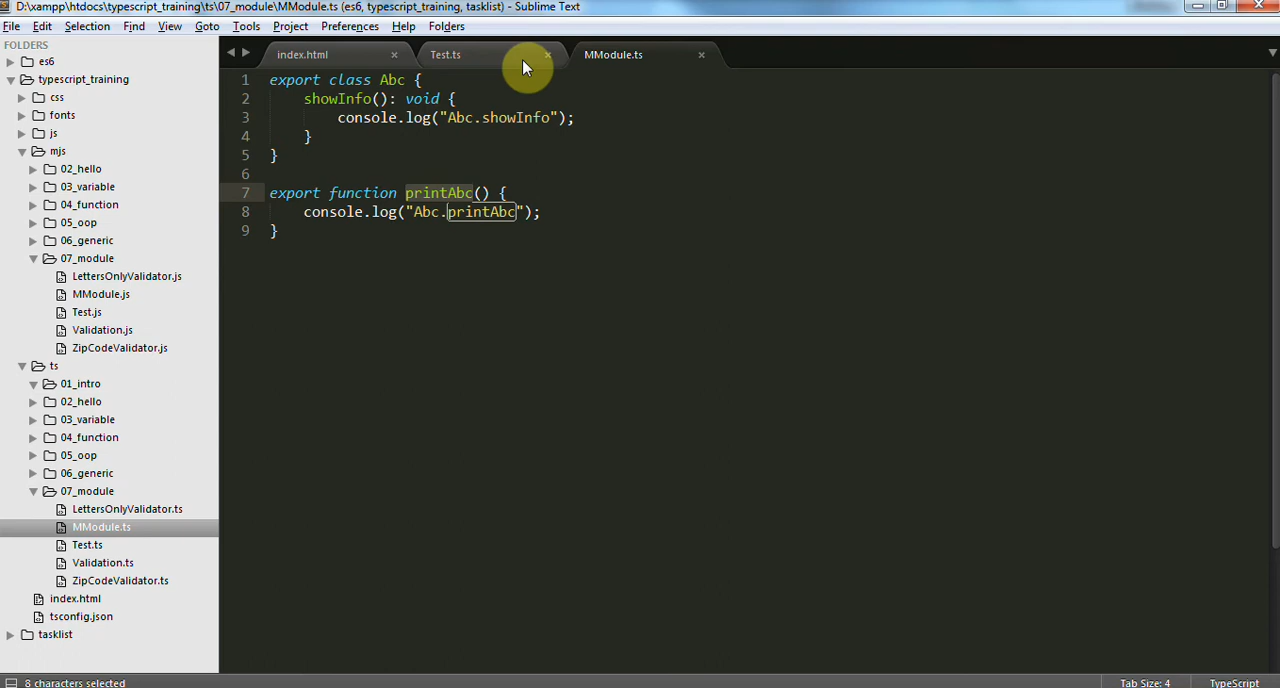 D:\xampp\htdocs\typescript_training\ts\07_module\MModule.ts (es6, typescript_training, tasklist) - Sublime Text
File Edit Selection Find View Goto Tools Project Preferences Help Folders
FOLDERS
es6
typescript_training
css
fonts
js
mjs
02_hello
03_variable
04_function
05_oop
06_generic
07_module
LettersOnlyValidator.js
MModule.js
Test.js
Validation.js
ZipCodeValidator.js
ts
01_intro
02_hello
03_variable
04_function
05_oop
06_generic
07_module
LettersOnlyValidator.ts
MModule.ts
Test.ts
Validation.ts
ZipCodeValidator.ts
index.html
tsconfig.json
tasklist
index.html Test.ts MModule.ts
1 export class Abc {
2 showInfo(): void {
3 console.log("Abc.showInfo");
4 }
5 }
6
7 export function printAbc() {
8 console.log("Abc.printAbc");
9 }
8 characters selected Tab Size: 4 TypeScript